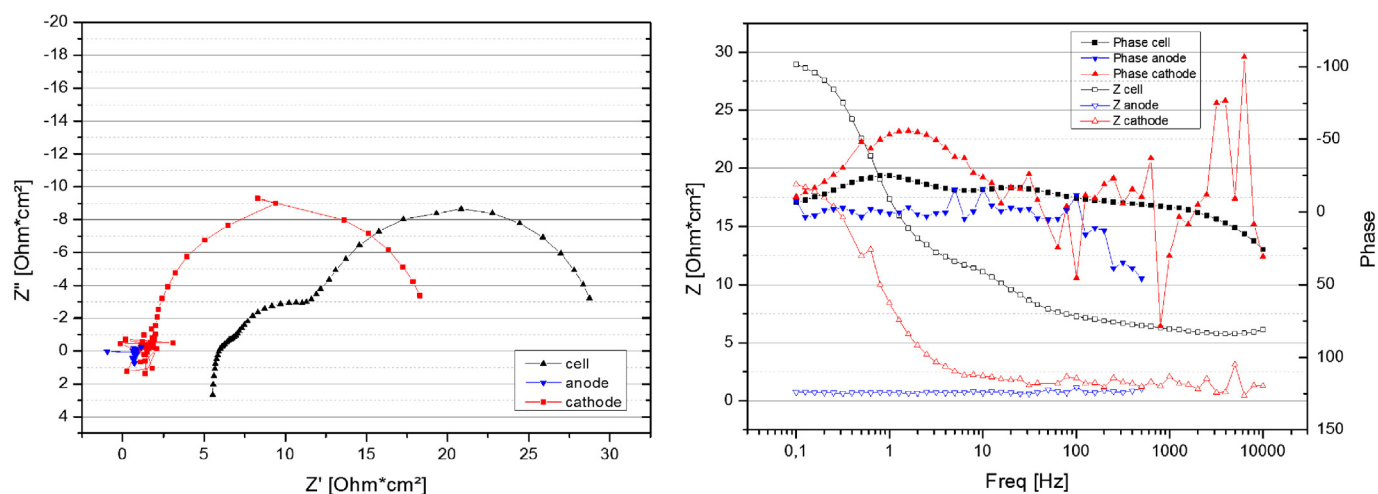 -20
-18
-16
-14
-12
-10
-8
-6
-4
-2
0
2
4
Z'' [Ohm*cm²]
0
5
10
15
20
25
30
Z' [Ohm*cm²]
cell
anode
cathode
30
25
20
15
10
5
0
Z [Ohm*cm²]
0,1
1
10
100
1000
10000
Freq [Hz]
-100
-50
0
50
100
150
Phase
Phase cell
Phase anode
Phase cathode
Z cell
Z anode
Z cathode